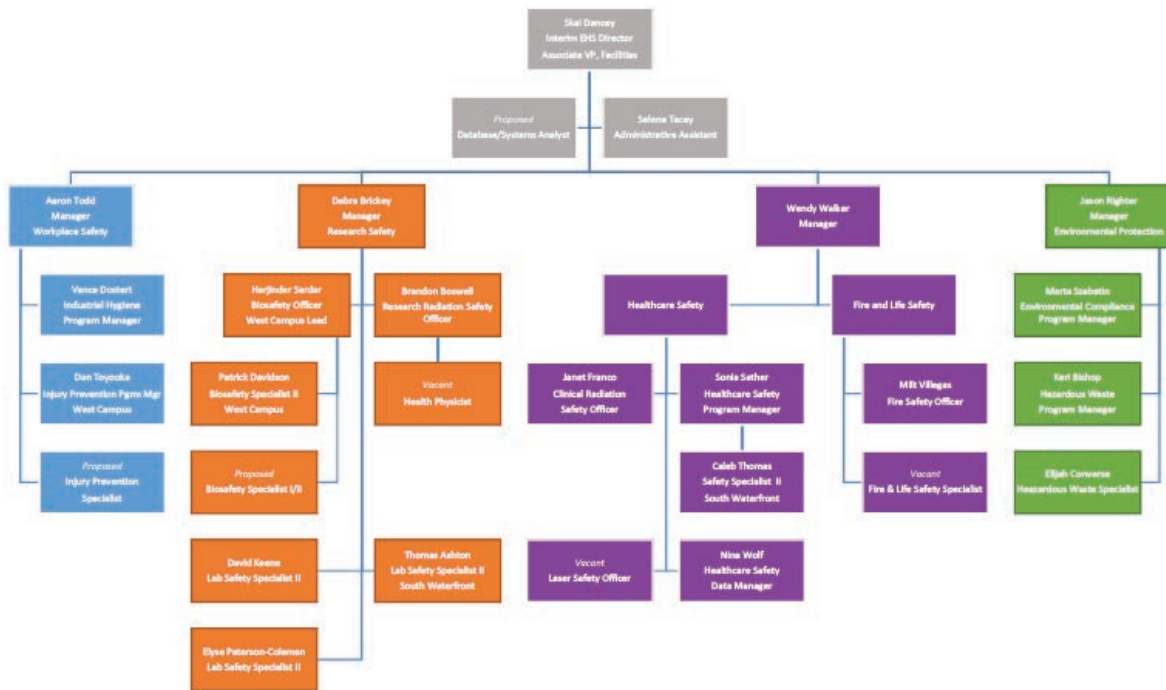 Skai Dancey
Interim EHS Director
Associate VP, Facilities
Proposed
Database/Systems Analyst
Selena Tacey
Administrative Assistant
Aaron Todd
Manager
Workplace Safety
Debra Brickey
Manager
Research Safety
Wendy Walker
Manager
Jason Righter
Manager
Environmental Protection
Vance Dostert
Industrial Hygiene
Program Manager
Dan Toyooka
Injury Prevention Pgrm Mgr
West Campus
Proposed
Injury Prevention
Specialist
Harjinder Sardar
Biosafety Officer
West Campus Lead
Brandon Boswell
Research Radiation Safety
Officer
Patrick Davidson
Biosafety Specialist II
West Campus
Vacant
Health Physicist
Proposed
Biosafety Specialist I/II
David Keene
Lab Safety Specialist II
Thomas Ashton
Lab Safety Specialist II
South Waterfront
Elyse Paterson-Coleman
Lab Safety Specialist II
Healthcare Safety
Fire and Life Safety
Janet Franco
Clinical Radiation
Safety Officer
Sonia Sather
Healthcare Safety
Program Manager
Caleb Thomas
Safety Specialist II
South Waterfront
Vacant
Laser Safety Officer
Nina Wolf
Healthcare Safety
Data Manager
Milt Villegas
Fire Safety Officer
Vacant
Fire & Life Safety Specialist
Marta Szabetin
Environmental Compliance
Program Manager
Keri Bishop
Hazardous Waste
Program Manager
Elijah Converse
Heazardous Waste Specialist